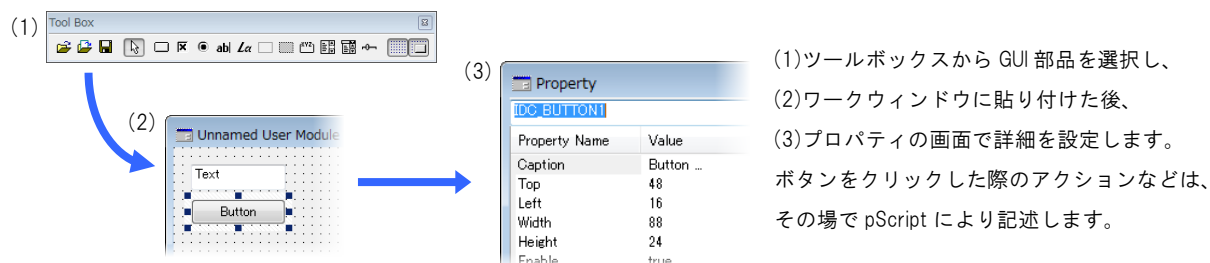 (1)
Tool Box
ab| Lα
(2)
Unnamed User Module
Text
Button
(3)
Property
IDC_BUTTON1
Property Name Value
Caption Button ...
Top 48
Left 16
Width 88
Height 24
Enable true
(1)ツールボックスから GUI 部品を選択し、
(2)ワークウィンドウに貼り付けた後、
(3)プロパティの画面で詳細を設定します。
ボタンをクリックした際のアクションなどは、
その場で pScript により記述します。